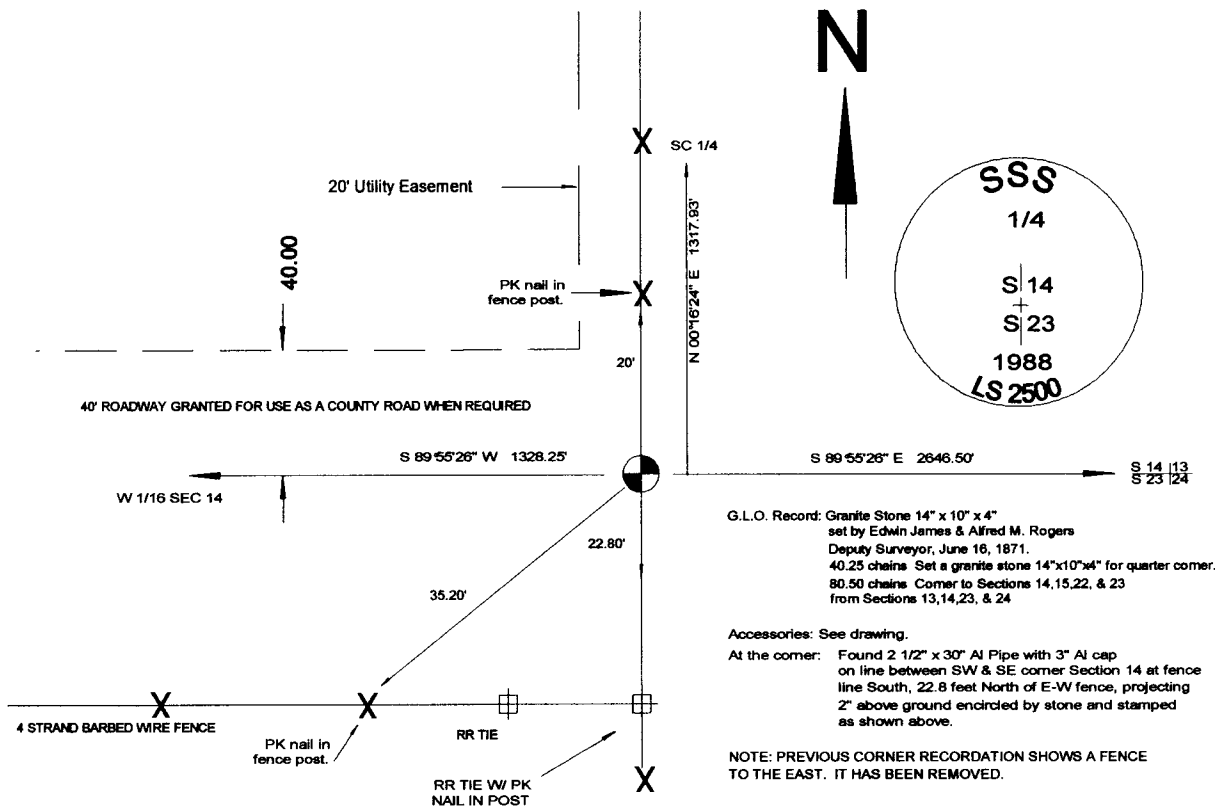 N
SC 1/4
20' Utility Easement
N 00°16'24" E 1317.93'
40.00
PK nail in
fence post.
20'
SSS
1/4
S 14
S 23
1988
LS 2500
40' ROADWAY GRANTED FOR USE AS A COUNTY ROAD WHEN REQUIRED
S 89°55'26" W 1328.25'
S 89°55'26" E 2646.50'
W 1/16 SEC 14
S 14 | 13
S 23 | 24
22.80'
35.20'
G.L.O. Record: Granite Stone 14" x 10" x 4"
set by Edwin James & Alfred M. Rogers
Deputy Surveyor, June 16, 1871.
40.25 chains Set a granite stone 14"x10"x4" for quarter corner.
80.50 chains Corner to Sections 14,15,22, & 23
from Sections 13,14,23, & 24
Accessories: See drawing.
At the corner: Found 2 1/2" x 30" Al Pipe with 3" Al cap
on line between SW & SE corner Section 14 at fence
line South, 22.8 feet North of E-W fence, projecting
2" above ground encircled by stone and stamped
as shown above.
4 STRAND BARBED WIRE FENCE
PK nail in
fence post.
RR TIE
RR TIE W/ PK
NAIL IN POST
NOTE: PREVIOUS CORNER RECORDATION SHOWS A FENCE
TO THE EAST. IT HAS BEEN REMOVED.